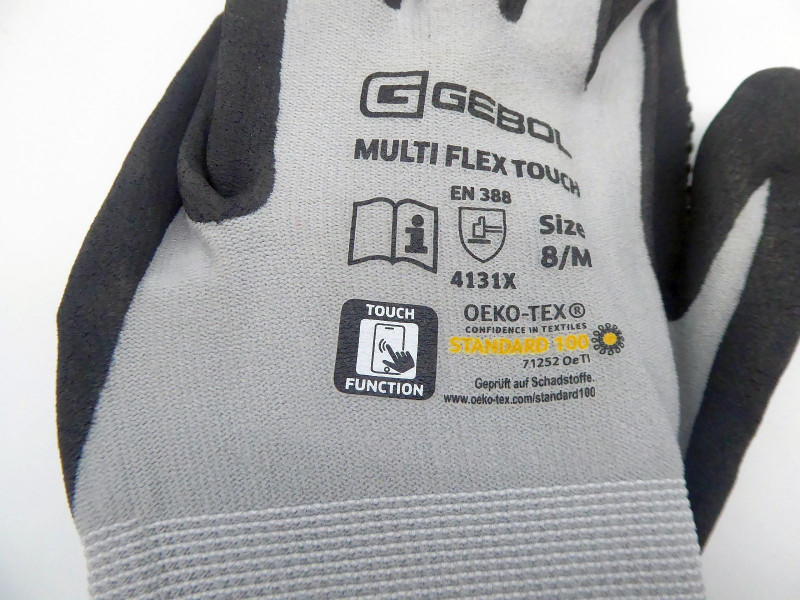 G GEBOL
MULTI FLEX TOUCH
EN 388
i
Size
8/M
4131X
TOUCH
FUNCTION
OEKO-TEX®
CONFIDENCE IN TEXTILES
STANDARD 100
71252 OeTI
Geprüft auf Schadstoffe.
www.oeko-tex.com/standard100